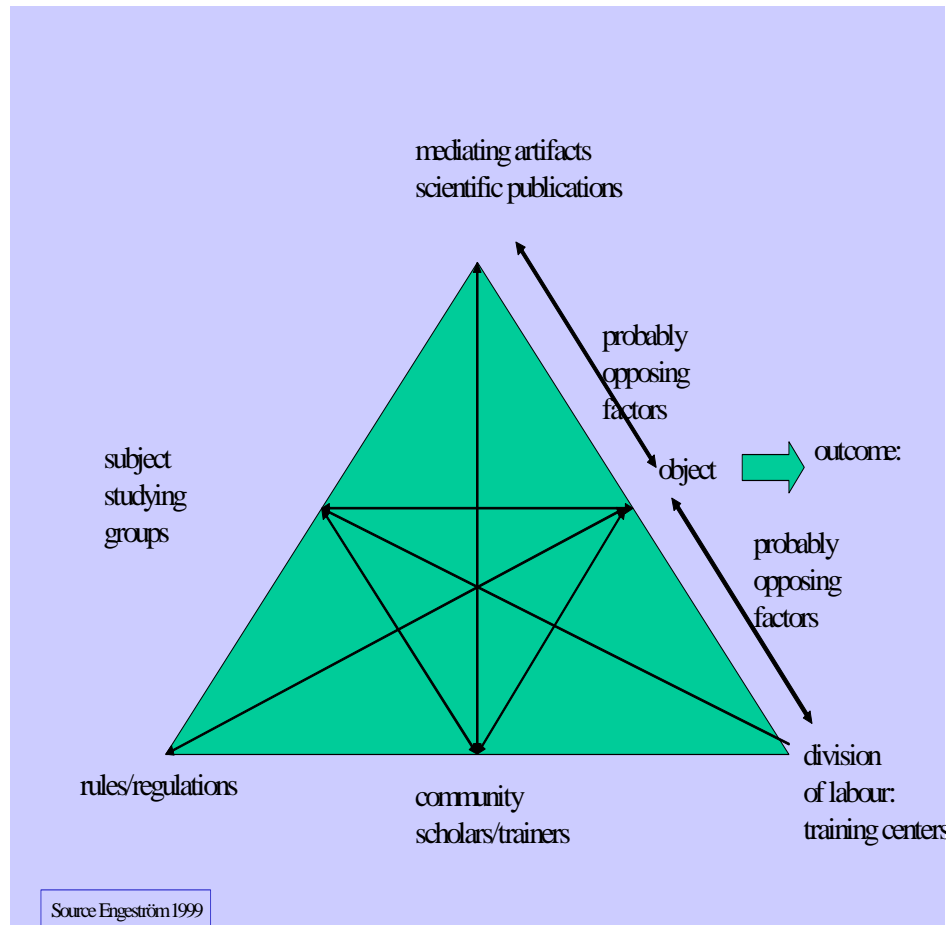 mediating artifacts
scientific publications
probably
opposing
factors
subject
studying
groups
object
outcome:
probably
opposing
factors
rules/regulations
community
scholars/trainers
division
of labour:
training centers
Source Engeström 1999